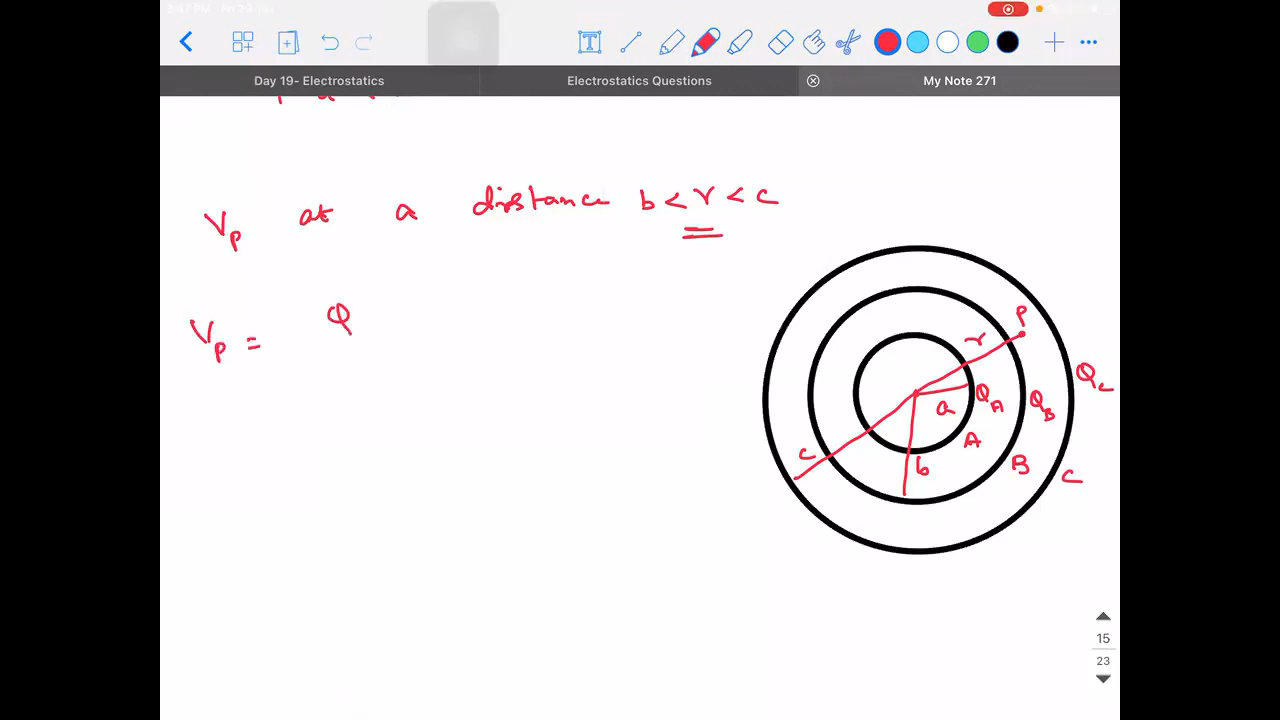 Day 19- Electrostatics
Electrostatics Questions
My Note 271
Vp at a distance b < r < c
Vp = Q
P
r
QC
QA
QB
a
A
c
b
B
C
15
23